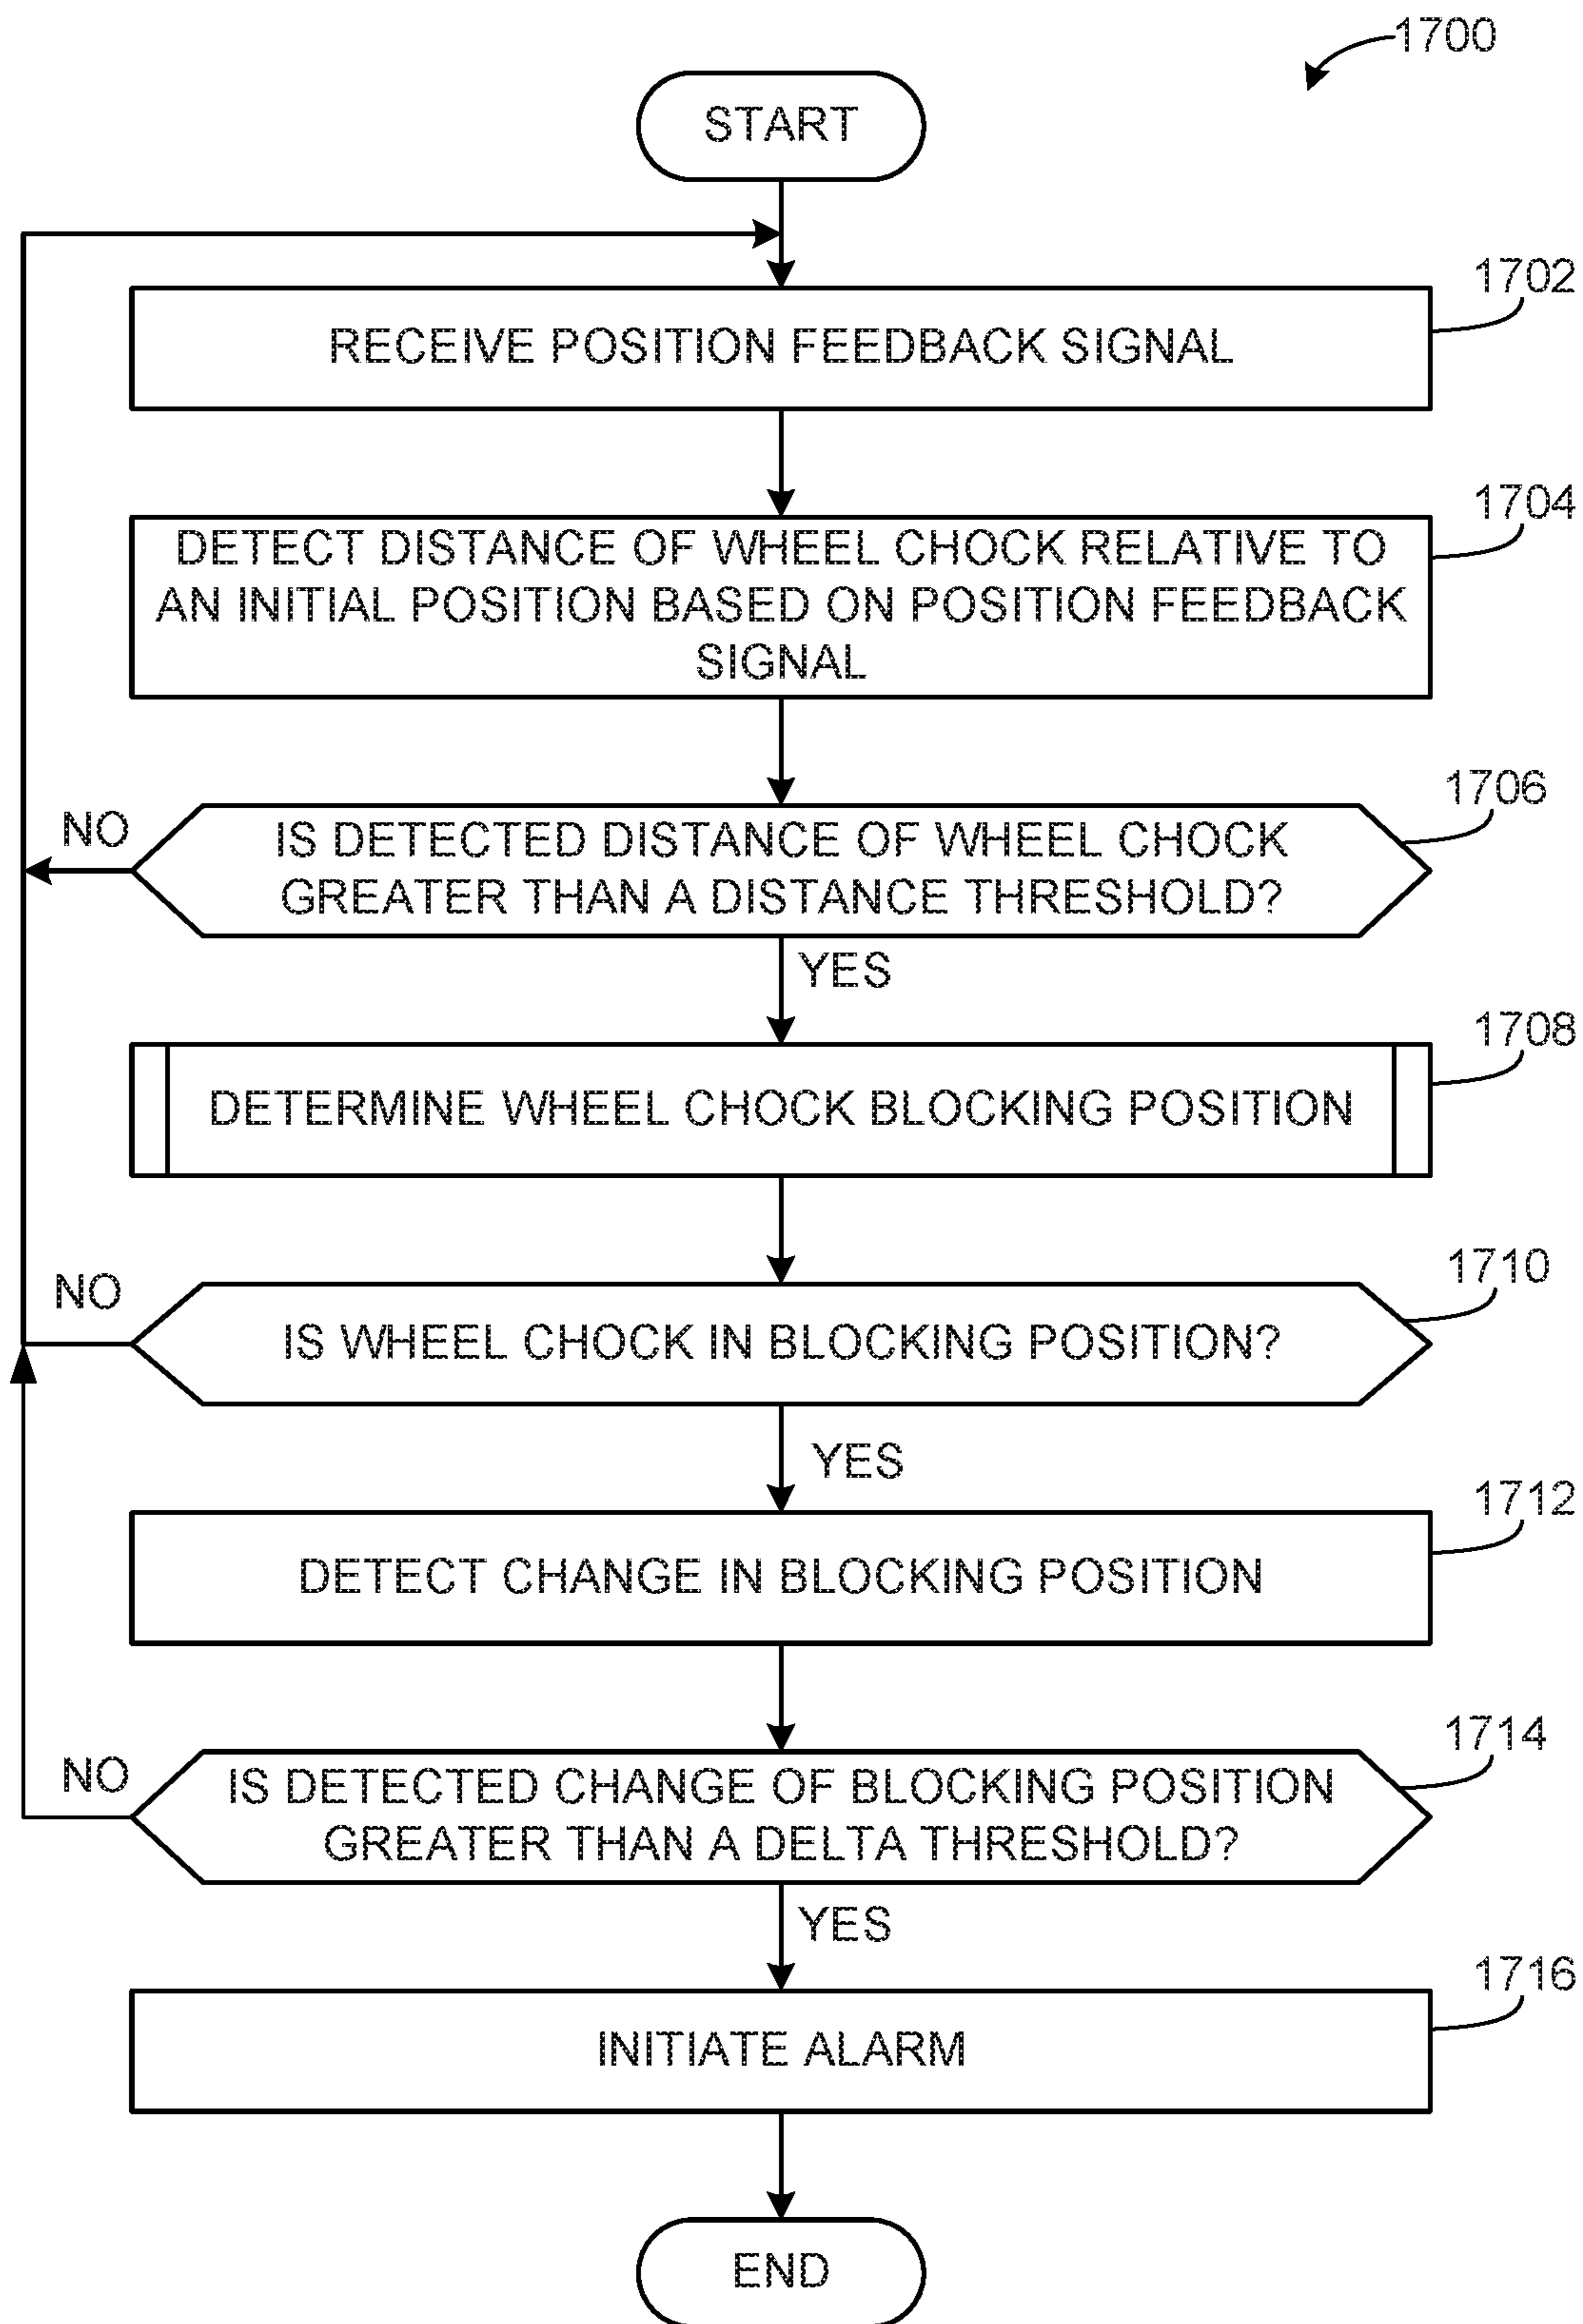 1700
START
1702
RECEIVE POSITION FEEDBACK SIGNAL
1704
DETECT DISTANCE OF WHEEL CHOCK RELATIVE TO
AN INITIAL POSITION BASED ON POSITION FEEDBACK
SIGNAL
1706
NO
IS DETECTED DISTANCE OF WHEEL CHOCK
GREATER THAN A DISTANCE THRESHOLD?
YES
1708
DETERMINE WHEEL CHOCK BLOCKING POSITION
1710
NO
IS WHEEL CHOCK IN BLOCKING POSITION?
YES
1712
DETECT CHANGE IN BLOCKING POSITION
1714
NO
IS DETECTED CHANGE OF BLOCKING POSITION
GREATER THAN A DELTA THRESHOLD?
YES
1716
INITIATE ALARM
END